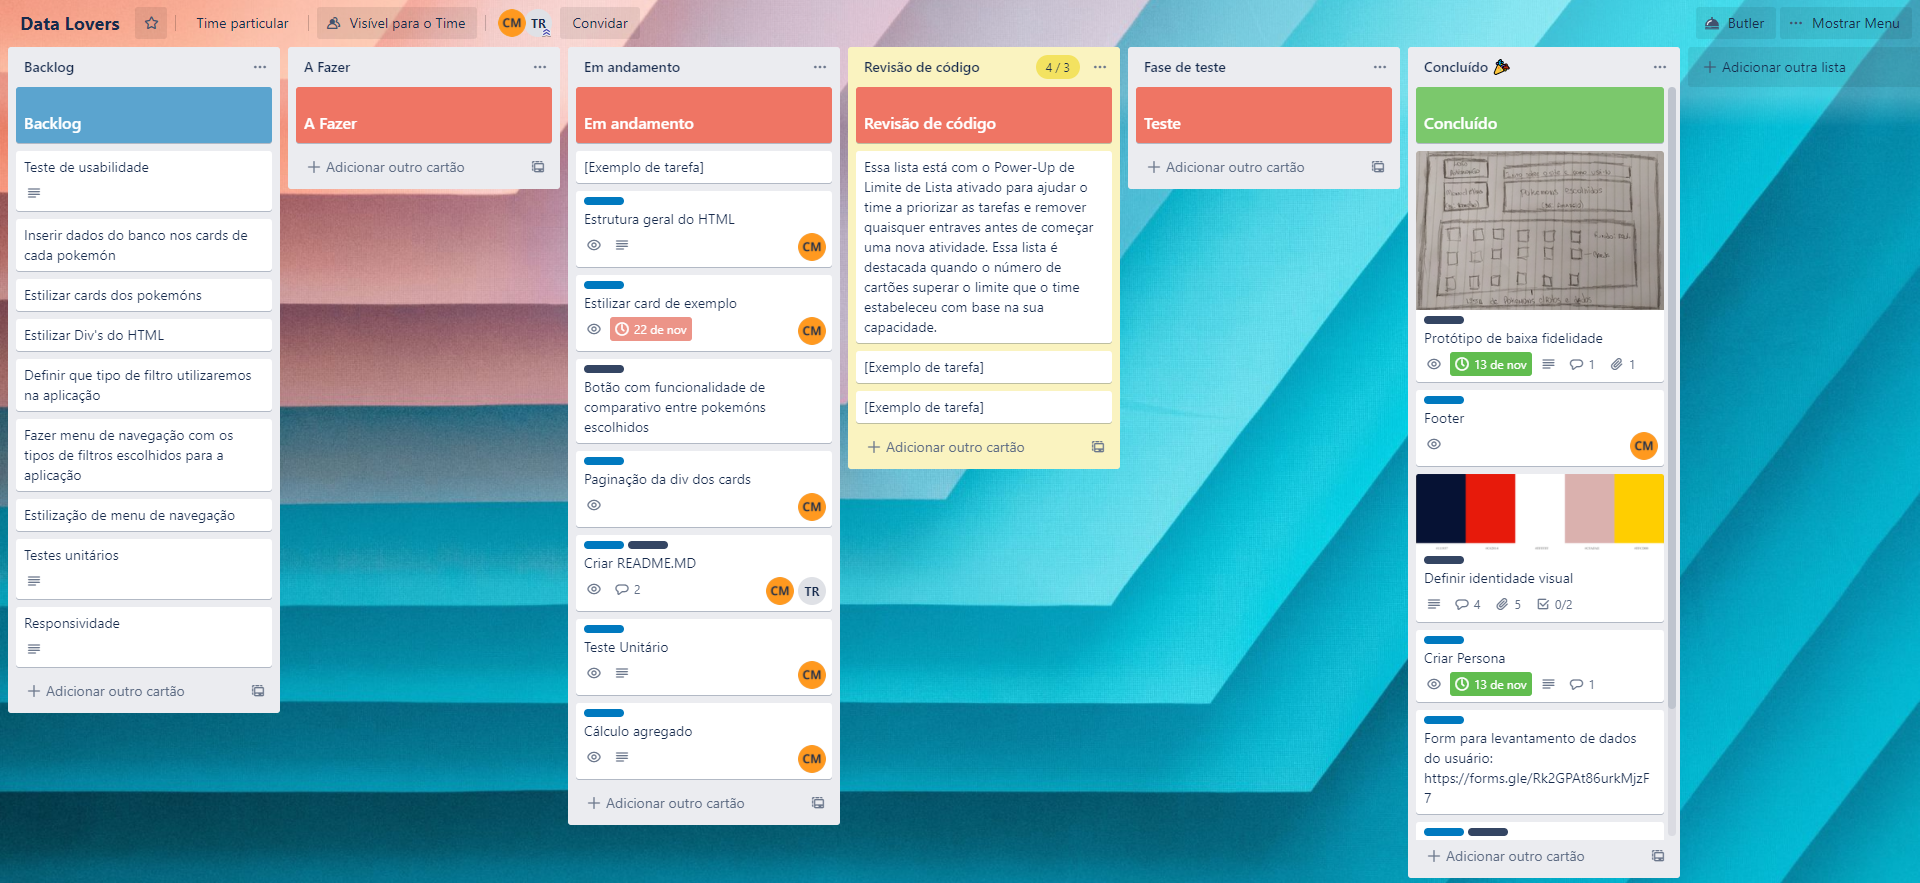 Data Lovers
Time particular
Visível para o Time
CM
TR
Convidar
Butler
Mostrar Menu
Backlog
Backlog
Teste de usabilidade
Inserir dados do banco nos cards de
cada pokemón
Estilizar cards dos pokemóns
Estilizar Div's do HTML
Definir que tipo de filtro utilizaremos
na aplicação
Fazer menu de navegação com os
tipos de filtros escolhidos para a
aplicação
Estilização de menu de navegação
Testes unitários
Responsividade
+ Adicionar outro cartão
A Fazer
A Fazer
+ Adicionar outro cartão
Em andamento
Em andamento
[Exemplo de tarefa]
Estrutura geral do HTML
CM
Estilizar card de exemplo
22 de nov
CM
Botão com funcionalidade de
comparativo entre pokemóns
escolhidos
Paginação da div dos cards
CM
Criar README.MD
2
CM TR
Teste Unitário
CM
Cálculo agregado
CM
+ Adicionar outro cartão
Revisão de código
4 / 3
Revisão de código
Essa lista está com o Power-Up de
Limite de Lista ativado para ajudar o
time a priorizar as tarefas e remover
quaisquer entraves antes de começar
uma nova atividade. Essa lista é
destacada quando o número de
cartões superar o limite que o time
estabeleceu com base na sua
capacidade.
[Exemplo de tarefa]
[Exemplo de tarefa]
+ Adicionar outro cartão
Fase de teste
Teste
+ Adicionar outro cartão
Concluído
Concluído
Protótipo de baixa fidelidade
13 de nov
1
1
Footer
CM
Definir identidade visual
4
5
0/2
Criar Persona
13 de nov
1
Form para levantamento de dados
do usuário:
https://forms.gle/Rk2GPAt86urkMjzF
7
+ Adicionar outro cartão
+ Adicionar outra lista